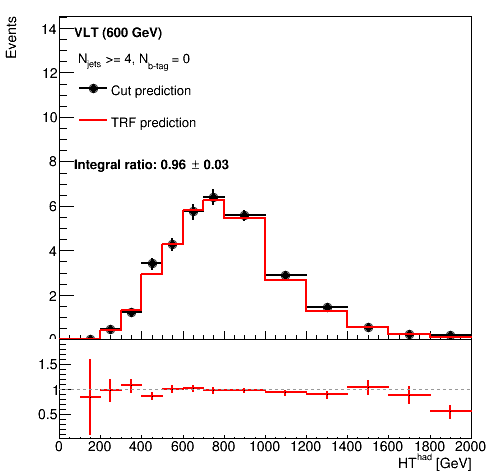 Events
14
12
10
8
6
4
2
0
VLT (600 GeV)
N_jets >= 4, N_b-tag = 0
Cut prediction
TRF prediction
Integral ratio: 0.96 ± 0.03
1.5
1
0.5
0 200 400 600 800 1000 1200 1400 1600 1800 2000
HT^had [GeV]